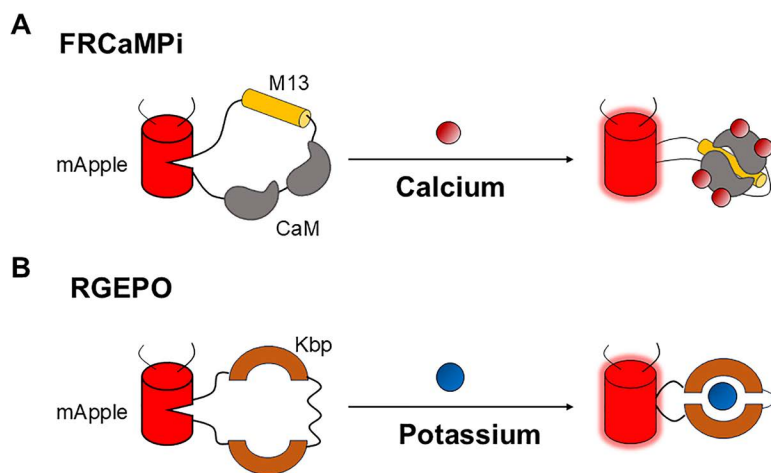 A
FRCaMPi
M13
mApple
Calcium
CaM
B
RGEPO
Kbp
mApple
Potassium